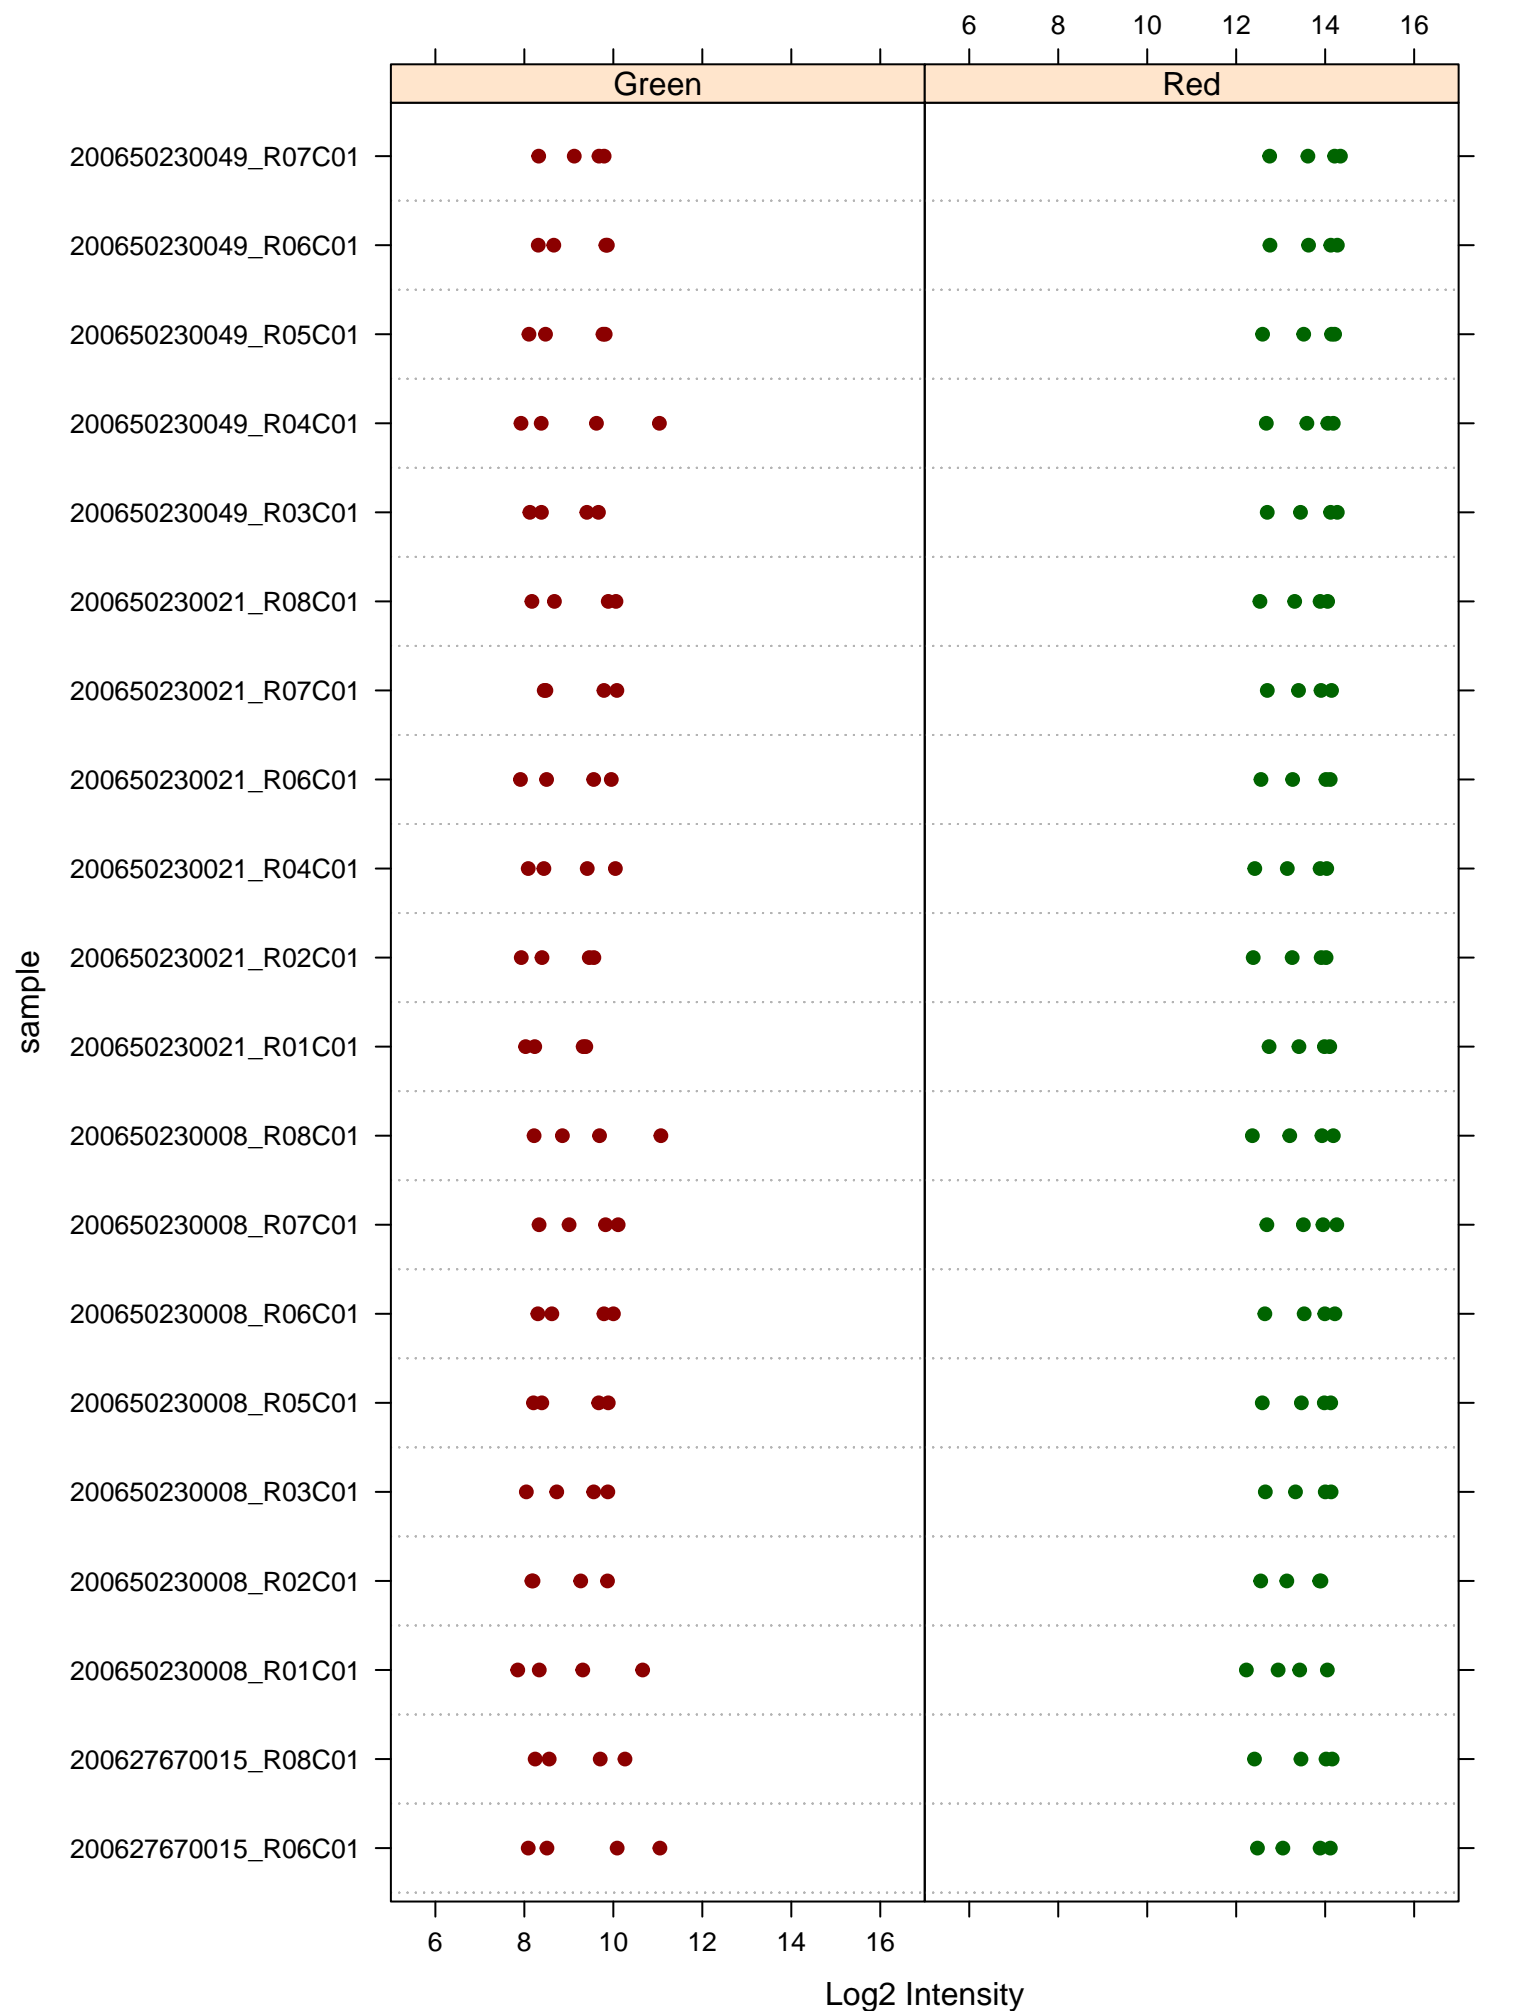 6 8 10 12 14 16
Green Red
200650230049_R07C01
200650230049_R06C01
200650230049_R05C01
200650230049_R04C01
200650230049_R03C01
200650230021_R08C01
200650230021_R07C01
200650230021_R06C01
200650230021_R04C01
200650230021_R02C01
200650230021_R01C01
200650230008_R08C01
200650230008_R07C01
200650230008_R06C01
200650230008_R05C01
200650230008_R03C01
200650230008_R02C01
200650230008_R01C01
200627670015_R08C01
200627670015_R06C01
sample
6 8 10 12 14 16
Log2 Intensity